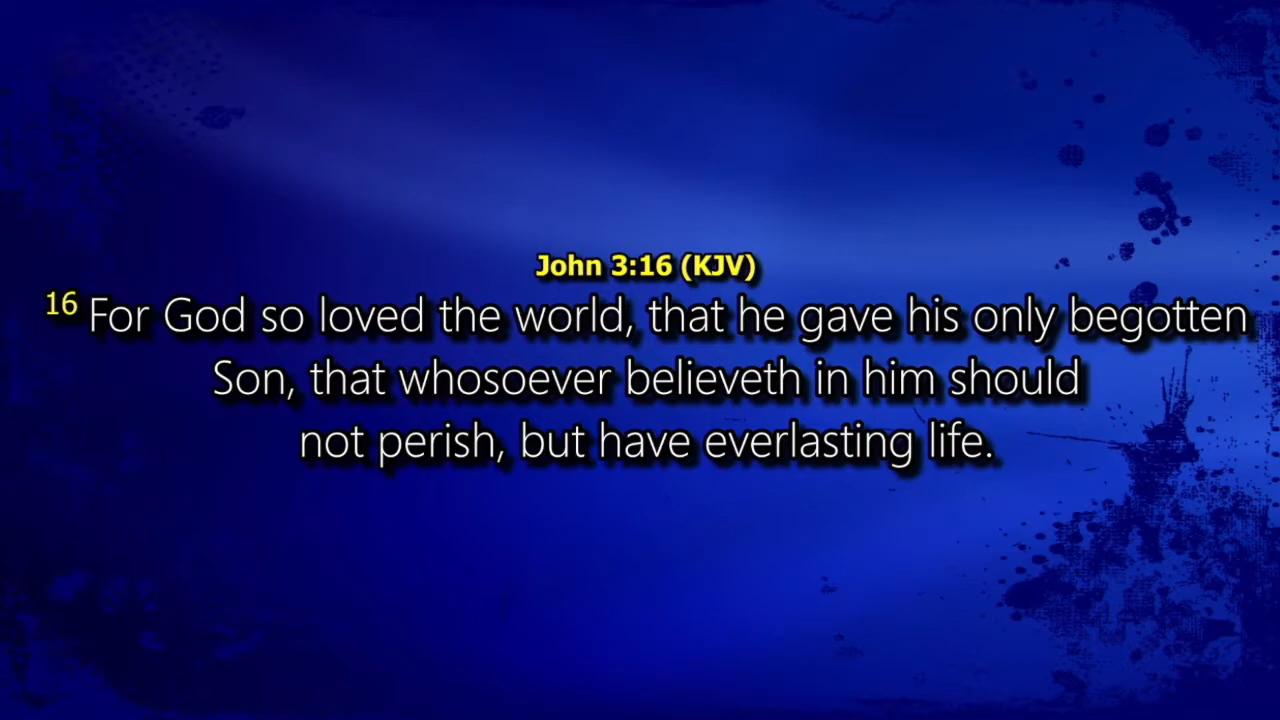 John 3:16 (KJV)
16 For God so loved the world, that he gave his only begotten
Son, that whosoever believeth in him should
not perish, but have everlasting life.